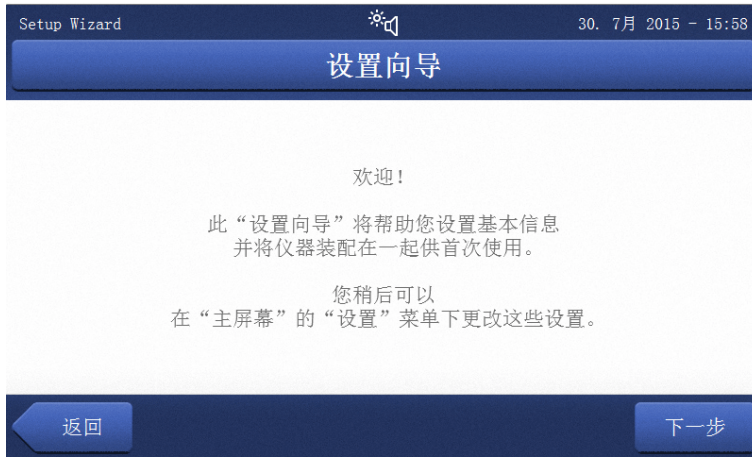 Setup Wizard
30. 7月 2015 - 15:58
设置向导
欢迎!
此“设置向导”将帮助您设置基本信息
并将仪器装配在一起供首次使用。
您稍后可以
在“主屏幕”的“设置”菜单下更改这些设置。
返回
下一步